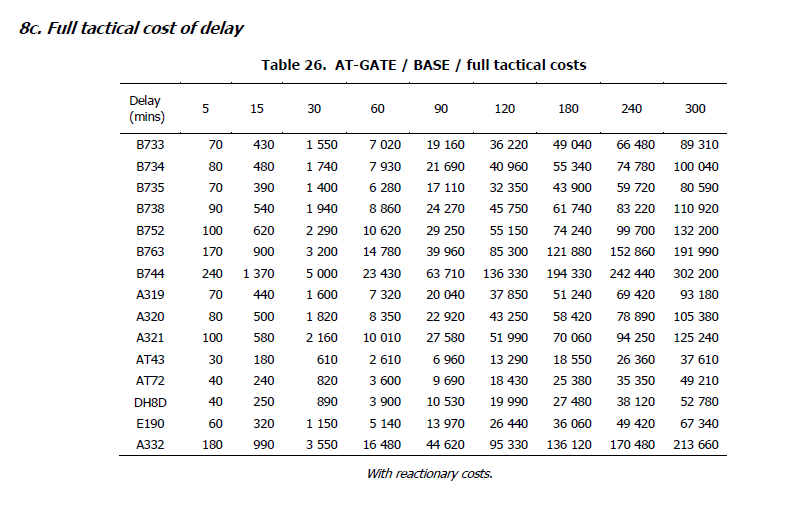 8c. Full tactical cost of delay
Table 26. AT-GATE / BASE / full tactical costs
Delay (mins) 5 15 30 60 90 120 180 240 300
B733 70 430 1 550 7 020 19 160 36 220 49 040 66 480 89 310
B734 80 480 1 740 7 930 21 690 40 960 55 340 74 780 100 040
B735 70 390 1 400 6 280 17 110 32 350 43 900 59 720 80 590
B738 90 540 1 940 8 860 24 270 45 750 61 740 83 220 110 920
B752 100 620 2 290 10 620 29 250 55 150 74 240 99 700 132 200
B763 170 900 3 200 14 780 39 960 85 300 121 880 152 860 191 990
B744 240 1 370 5 000 23 430 63 710 136 330 194 330 242 440 302 200
A319 70 440 1 600 7 320 20 040 37 850 51 240 69 420 93 180
A320 80 500 1 820 8 350 22 920 43 250 58 420 78 890 105 380
A321 100 580 2 160 10 010 27 580 51 990 70 060 94 250 125 240
AT43 30 180 610 2 610 6 960 13 290 18 550 26 360 37 610
AT72 40 240 820 3 600 9 690 18 430 25 380 35 350 49 210
DH8D 40 250 890 3 900 10 530 19 990 27 480 38 120 52 780
E190 60 320 1 150 5 140 13 970 26 440 36 060 49 420 67 340
A332 180 990 3 550 16 480 44 620 95 330 136 120 170 480 213 660
With reactionary costs.